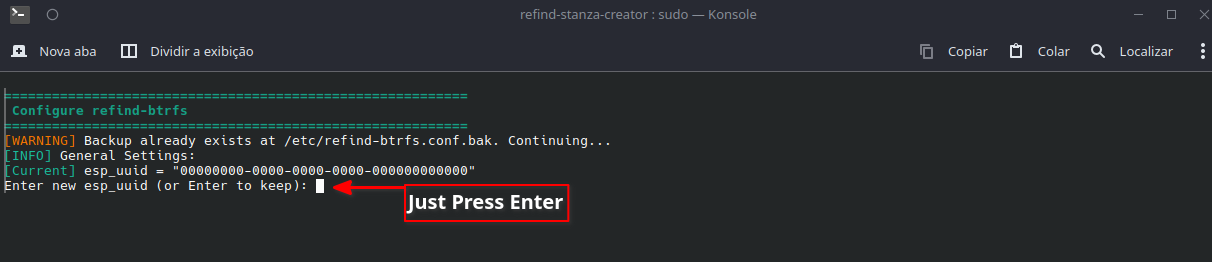 refind-stanza-creator : sudo — Konsole
Nova aba Dividir a exibição Copiar Colar Localizar
==========================================================
Configure refind-btrfs
==========================================================
[WARNING] Backup already exists at /etc/refind-btrfs.conf.bak. Continuing...
[INFO] General Settings:
[Current] esp_uuid = "00000000-0000-0000-0000-000000000000"
Enter new esp_uuid (or Enter to keep):
Just Press Enter